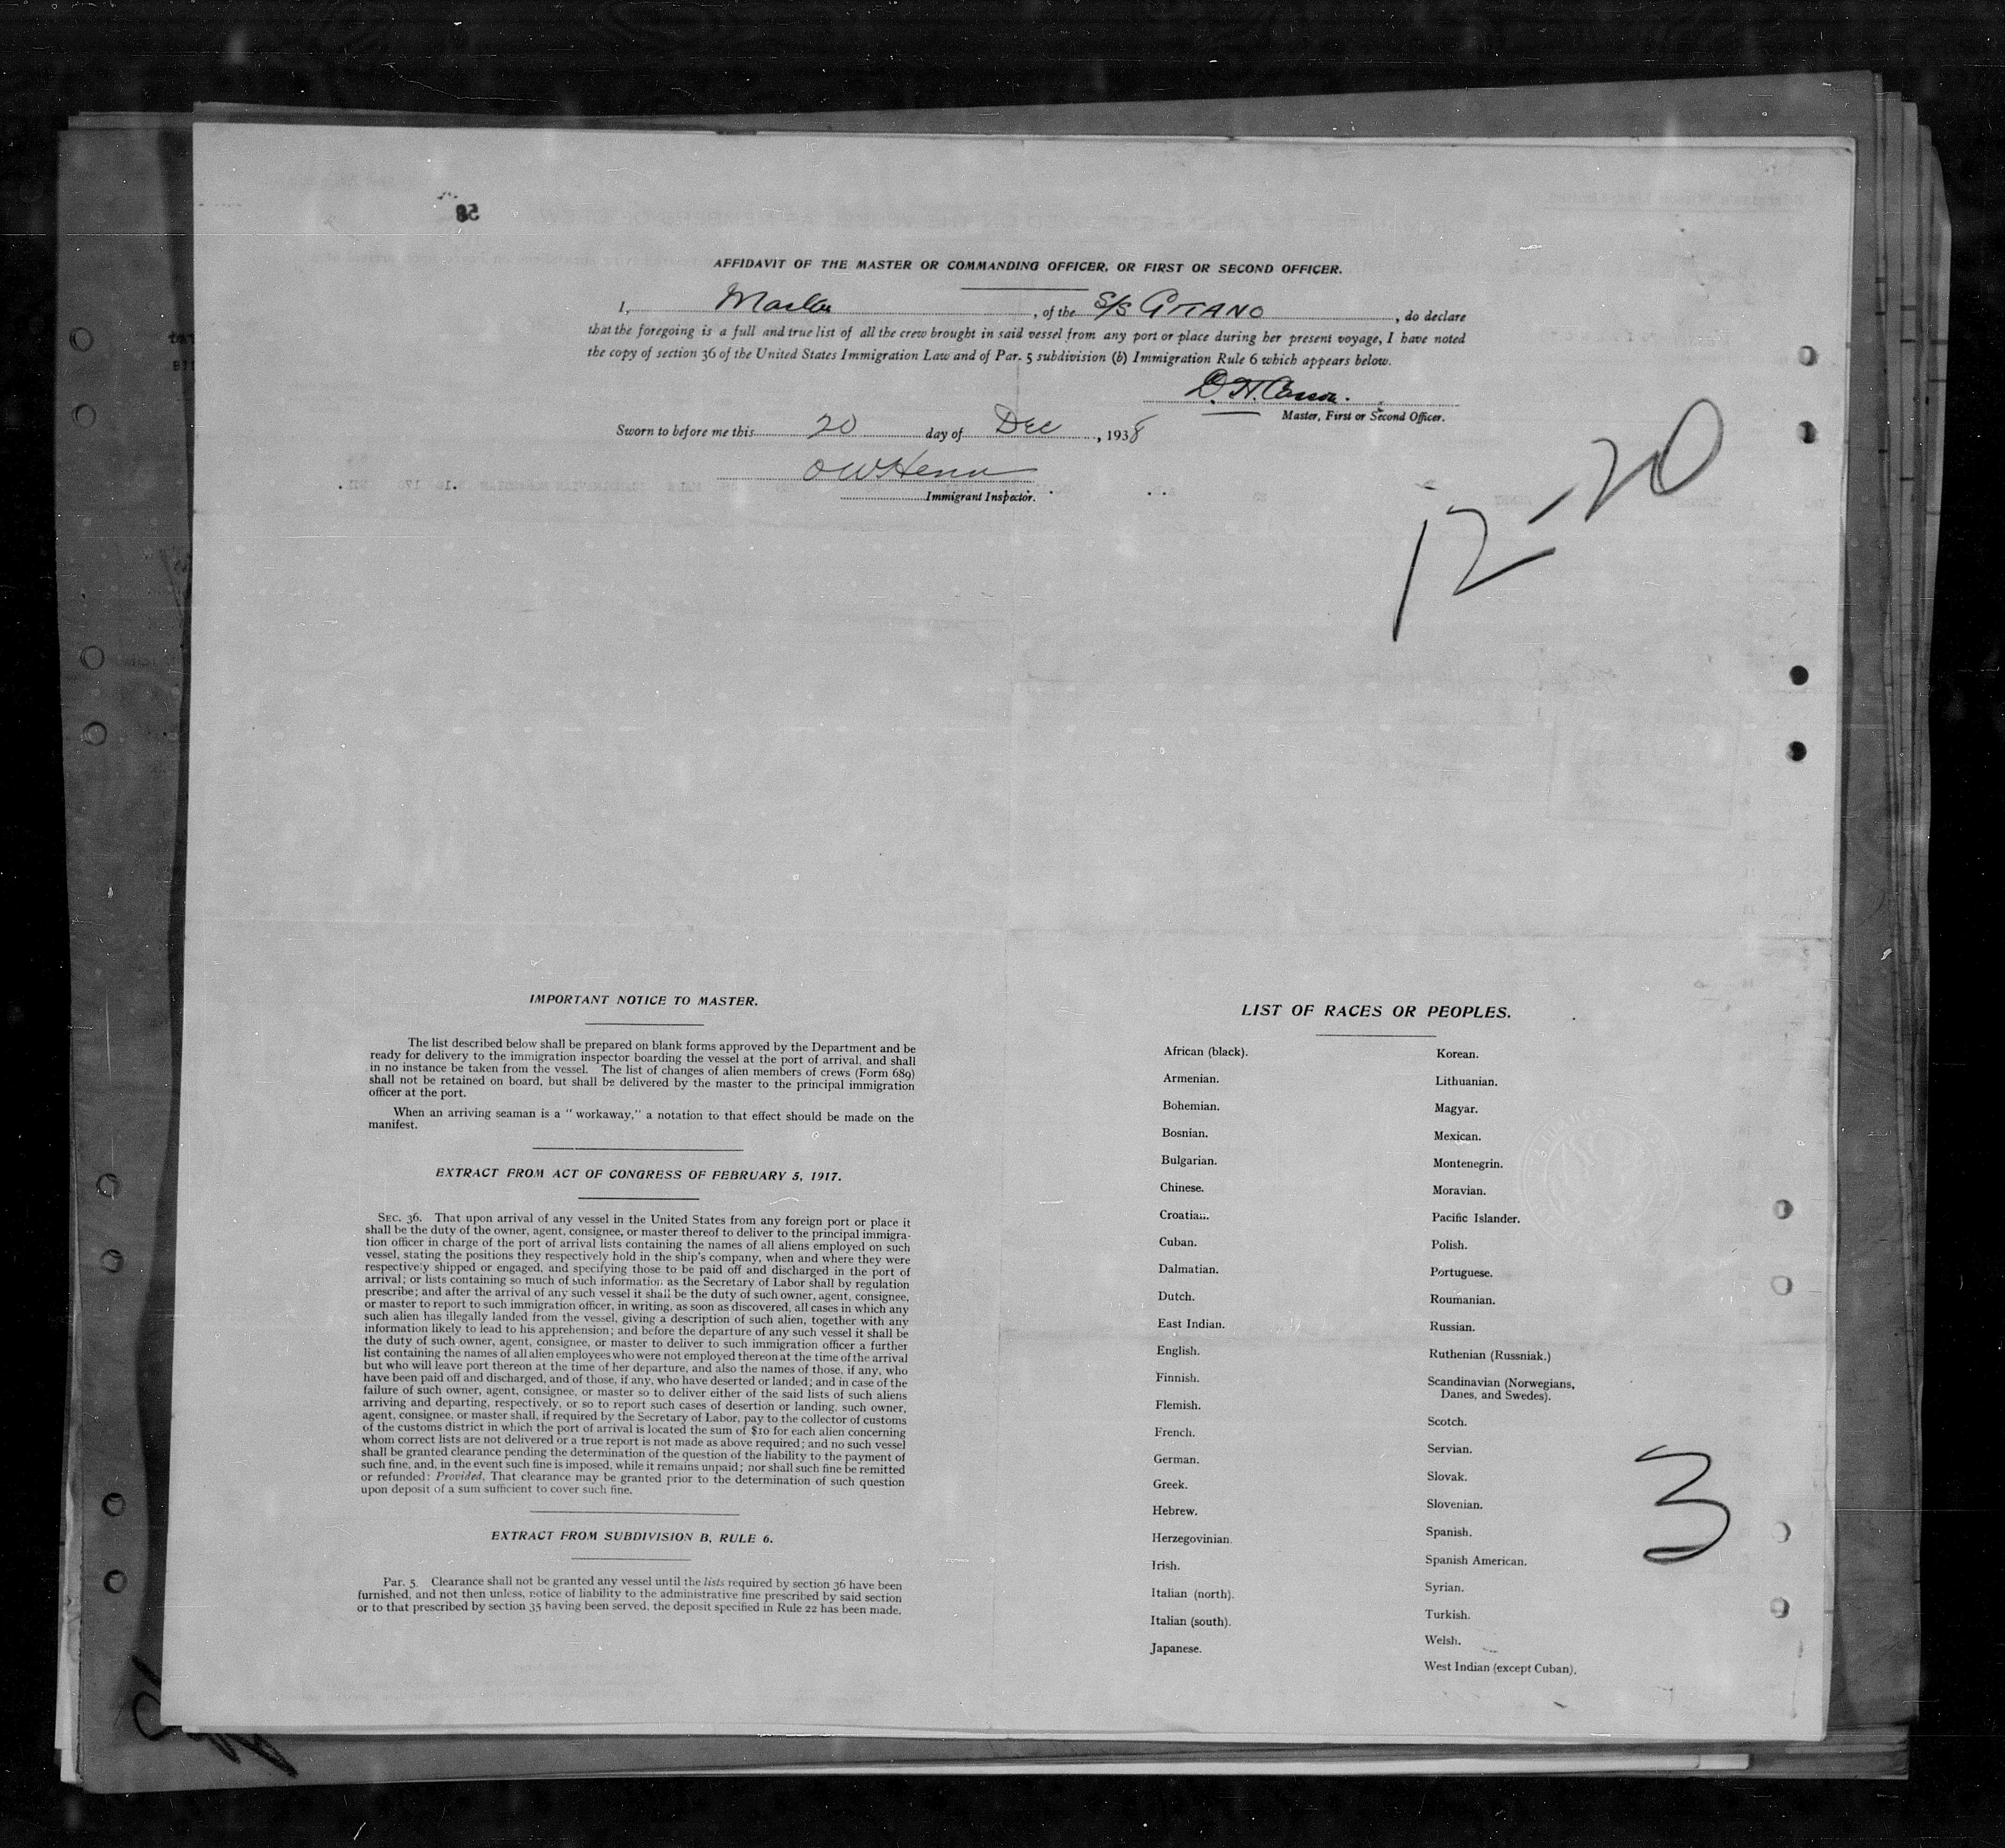 58
AFFIDAVIT OF THE MASTER OR COMMANDING OFFICER, OR FIRST OR SECOND OFFICER.
I, Master, of the S/S GITANO, do declare
that the foregoing is a full and true list of all the crew brought in said vessel from any port or place during her present voyage, I have noted
the copy of section 36 of the United States Immigration Law and of Par. 5 subdivision (b) Immigration Rule 6 which appears below.
D. H.
Master, First or Second Officer.
Sworn to before me this 20 day of Dec, 1938
O W Henn
Immigrant Inspector.
12-20
IMPORTANT NOTICE TO MASTER.
The list described below shall be prepared on blank forms approved by the Department and be
ready for delivery to the immigration inspector boarding the vessel at the port of arrival, and shall
in no instance be taken from the vessel. The list of changes of alien members of crews (Form 689)
shall not be retained on board, but shall be delivered by the master to the principal immigration
officer at the port.
When an arriving seaman is a "workaway," a notation to that effect should be made on the
manifest.
EXTRACT FROM ACT OF CONGRESS OF FEBRUARY 5, 1917.
SEC. 36. That upon arrival of any vessel in the United States from any foreign port or place it
shall be the duty of the owner, agent, consignee, or master thereof to deliver to the principal immigra-
tion officer in charge of the port of arrival lists containing the names of all aliens employed on such
vessel, stating the positions they respectively hold in the ship's company, when and where they were
respectively shipped or engaged, and specifying those to be paid off and discharged in the port of
arrival; or lists containing so much of such information as the Secretary of Labor shall by regulation
prescribe; and after the arrival of any such vessel it shall be the duty of such owner, agent, consignee,
or master to report to such immigration officer, in writing, as soon as discovered, all cases in which any
such alien has illegally landed from the vessel, giving a description of such alien, together with any
information likely to lead to his apprehension; and before the departure of any such vessel it shall be
the duty of such owner, agent, consignee, or master to deliver to such immigration officer a further
list containing the names of all alien employees who were not employed thereon at the time of the arrival
but who will leave port thereon at the time of her departure, and also the names of those, if any, who
have been paid off and discharged, and of those, if any, who have deserted or landed; and in case of the
failure of such owner, agent, consignee, or master so to deliver either of the said lists of such aliens
arriving and departing, respectively, or so to report such cases of desertion or landing, such owner,
agent, consignee, or master shall, if required by the Secretary of Labor, pay to the collector of customs
of the customs district in which the port of arrival is located the sum of $10 for each alien concerning
whom correct lists are not delivered or a true report is not made as above required; and no such vessel
shall be granted clearance pending the determination of the question of the liability to the payment of
such fine, and, in the event such fine is imposed, while it remains unpaid; nor shall such fine be remitted
or refunded: Provided, That clearance may be granted prior to the determination of such question
upon deposit of a sum sufficient to cover such fine.
EXTRACT FROM SUBDIVISION B, RULE 6.
Par. 5. Clearance shall not be granted any vessel until the lists required by section 36 have been
furnished, and not then unless, notice of liability to the administrative fine prescribed by said section
or to that prescribed by section 35 having been served, the deposit specified in Rule 22 has been made.
LIST OF RACES OR PEOPLES.
African (black).
Armenian.
Bohemian.
Bosnian.
Bulgarian.
Chinese.
Croatian.
Cuban.
Dalmatian.
Dutch.
East Indian.
English.
Finnish.
Flemish.
French.
German.
Greek.
Hebrew.
Herzegovinian.
Irish.
Italian (north).
Italian (south).
Japanese.
Korean.
Lithuanian.
Magyar.
Mexican.
Montenegrin.
Moravian.
Pacific Islander.
Polish.
Portuguese.
Roumanian.
Russian.
Ruthenian (Russniak.)
Scandinavian (Norwegians,
Danes, and Swedes).
Scotch.
Servian.
Slovak.
Slovenian.
Spanish.
Spanish American.
Syrian.
Turkish.
Welsh.
West Indian (except Cuban).
3